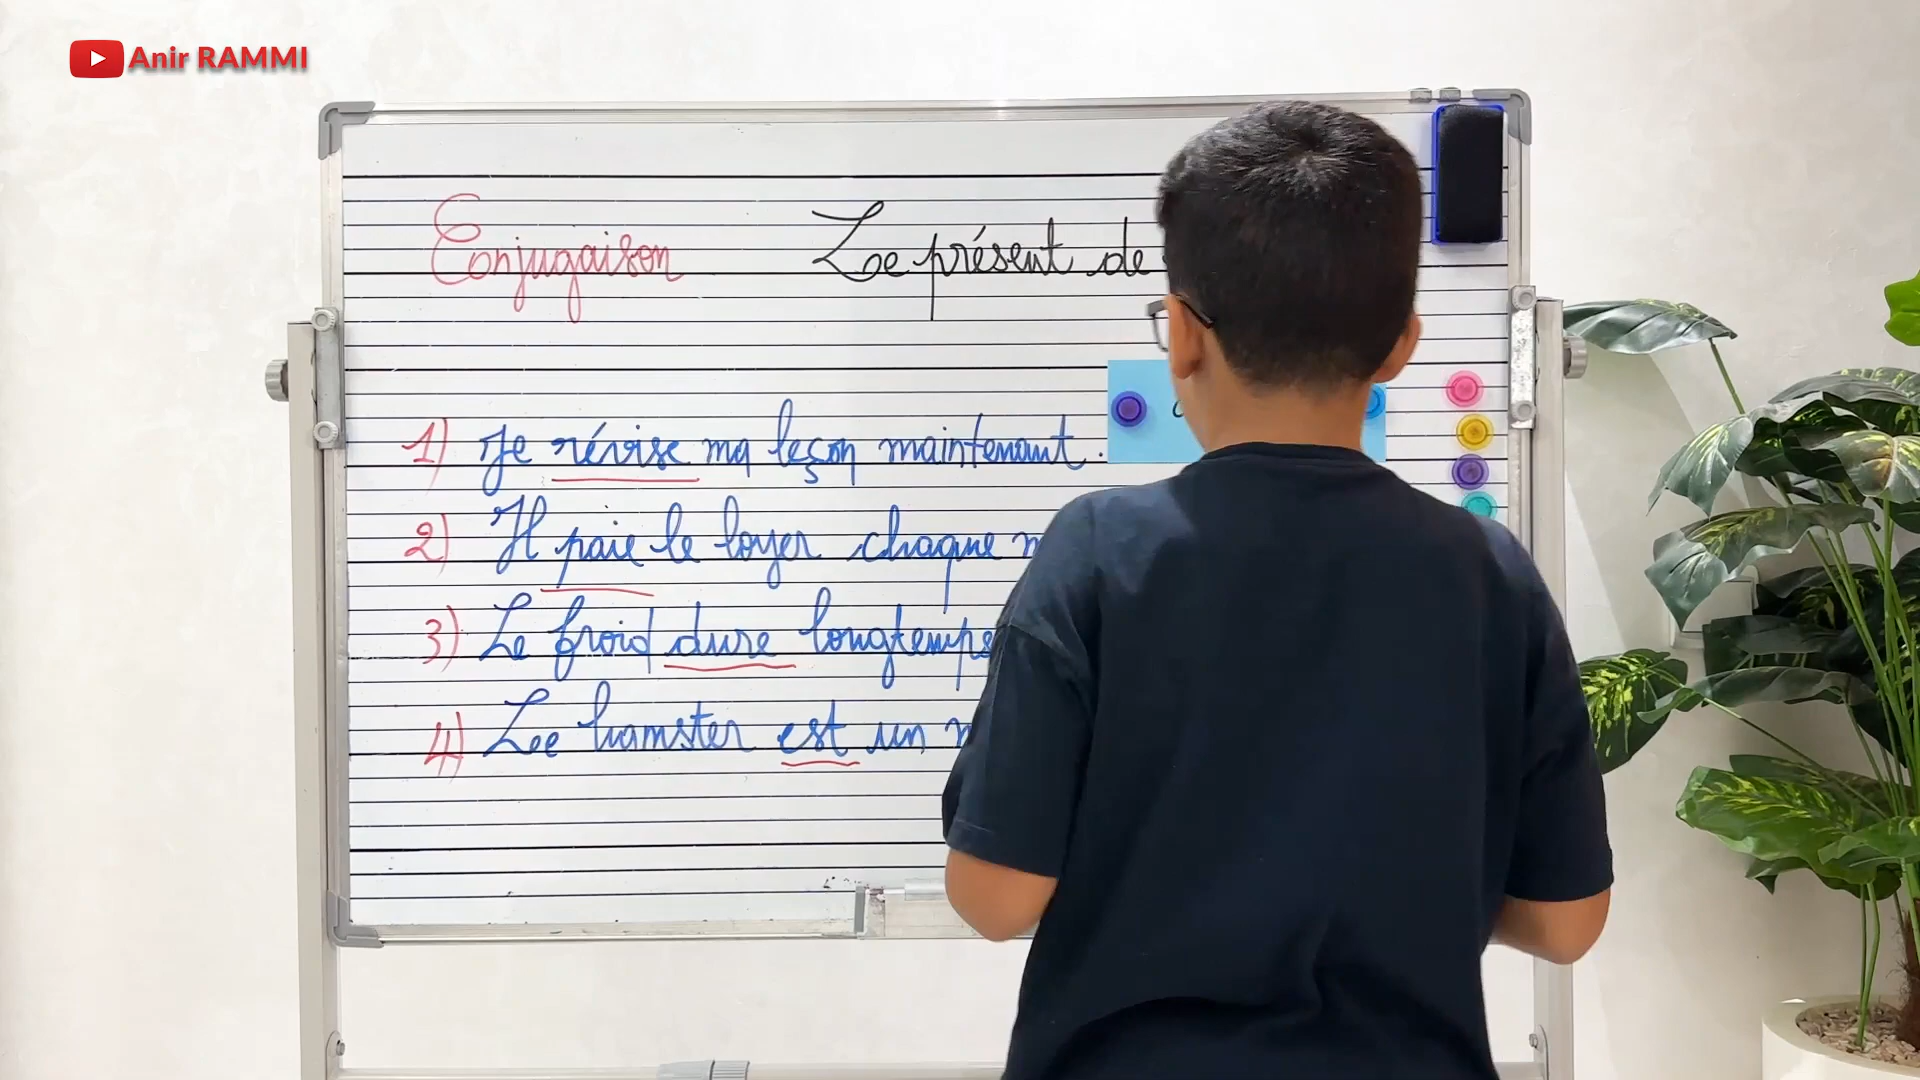 Anir RAMMI
Conjugaison Le présent de
1) Je révise ma leçon maintenant.
2) Il paie le loyer chaque
3) Le froid dure longtemps
4) Le hamster est un